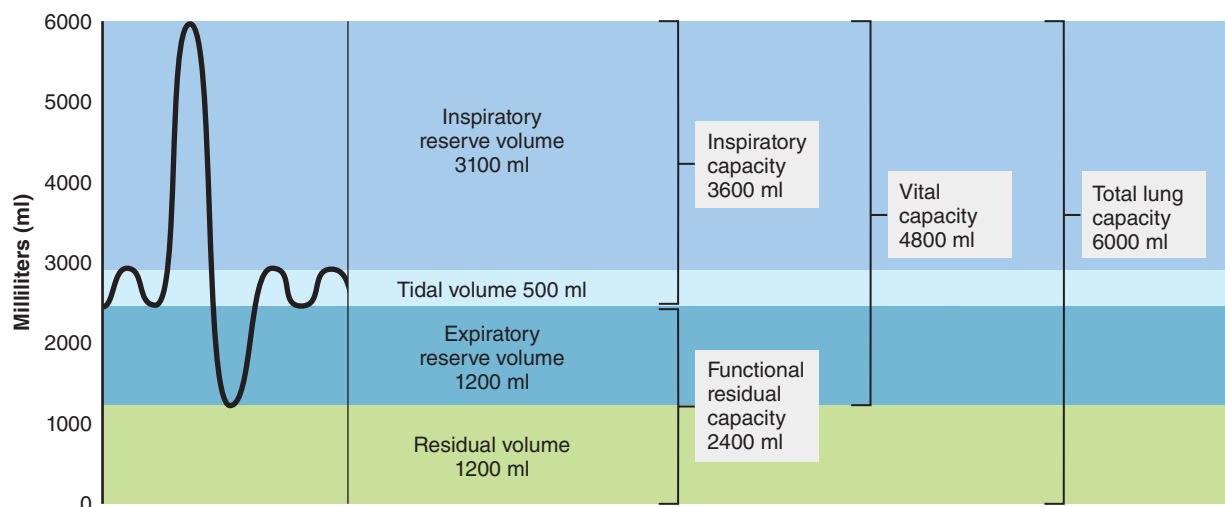 6000
5000
4000
3000
2000
1000
0
Milliliters (ml)
Inspiratory
reserve volume
3100 ml
Tidal volume 500 ml
Expiratory
reserve volume
1200 ml
Residual volume
1200 ml
Inspiratory
capacity
3600 ml
Functional
residual
capacity
2400 ml
Vital
capacity
4800 ml
Total lung
capacity
6000 ml